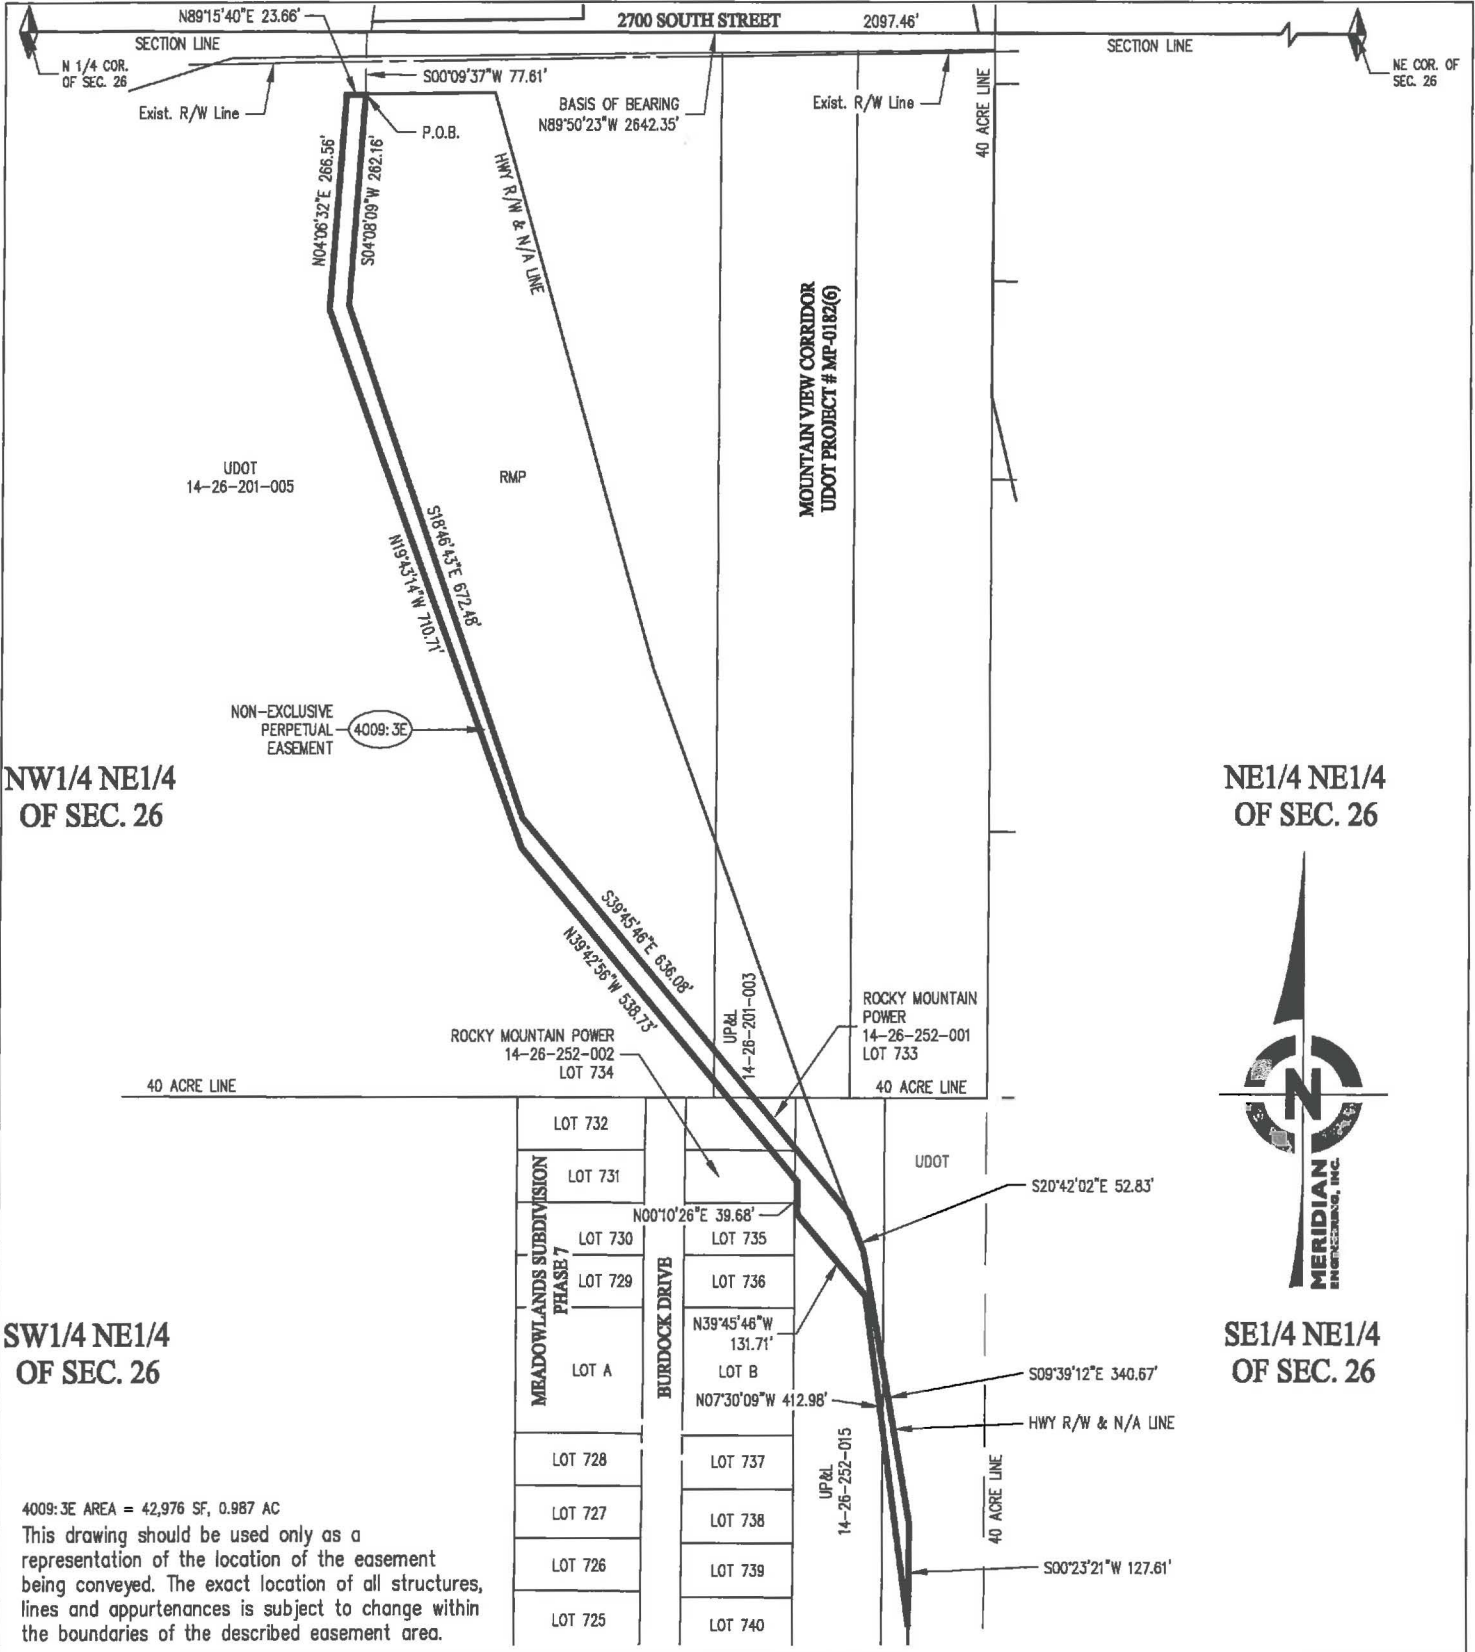 N89°15'40"E 23.66'
2700 SOUTH STREET
2097.46'
SECTION LINE
SECTION LINE
N 1/4 COR.
OF SEC. 26
NE COR. OF
SEC. 26
S00°09'37"W 77.61'
Exist. R/W Line
BASIS OF BEARING
N89°50'23"W 2642.35'
Exist. R/W Line
P.O.B.
40 ACRE LINE
N04°06'32"E 266.56'
S04°08'09"W 262.16'
HWY R/W & N/A LINE
MOUNTAIN VIEW CORRIDOR
UDOT PROJECT # MP-0182(6)
UDOT
14-26-201-005
RMP
S18°46'43"E 672.48'
N19°43'14"W 710.71'
NON-EXCLUSIVE
PERPETUAL
EASEMENT
4009:3E
NW1/4 NE1/4
OF SEC. 26
NE1/4 NE1/4
OF SEC. 26
S39°45'46"E 636.08'
N39°42'56"W 538.73'
UP&L
14-26-201-003
ROCKY MOUNTAIN
POWER
14-26-252-001
LOT 733
ROCKY MOUNTAIN POWER
14-26-252-002
LOT 734
40 ACRE LINE
40 ACRE LINE
N
MERIDIAN
ENGINEERING, INC.
LOT 732
LOT 731
UDOT
S20°42'02"E 52.83'
N00°10'26"E 39.68'
MEADOWLANDS SUBDIVISION
PHASE 7
BURDOCK DRIVE
LOT 730
LOT 735
LOT 729
LOT 736
N39°45'46"W
131.71'
SW1/4 NE1/4
OF SEC. 26
SE1/4 NE1/4
OF SEC. 26
LOT A
LOT B
S09°39'12"E 340.67'
N07°30'09"W 412.98'
HWY R/W & N/A LINE
LOT 728
LOT 737
UP&L
14-26-252-015
40 ACRE LINE
LOT 727
LOT 738
LOT 726
LOT 739
S00°23'21"W 127.61'
LOT 725
LOT 740
4009:3E AREA = 42,976 SF, 0.987 AC
This drawing should be used only as a
representation of the location of the easement
being conveyed. The exact location of all structures,
lines and appurtenances is subject to change within
the boundaries of the described easement area.